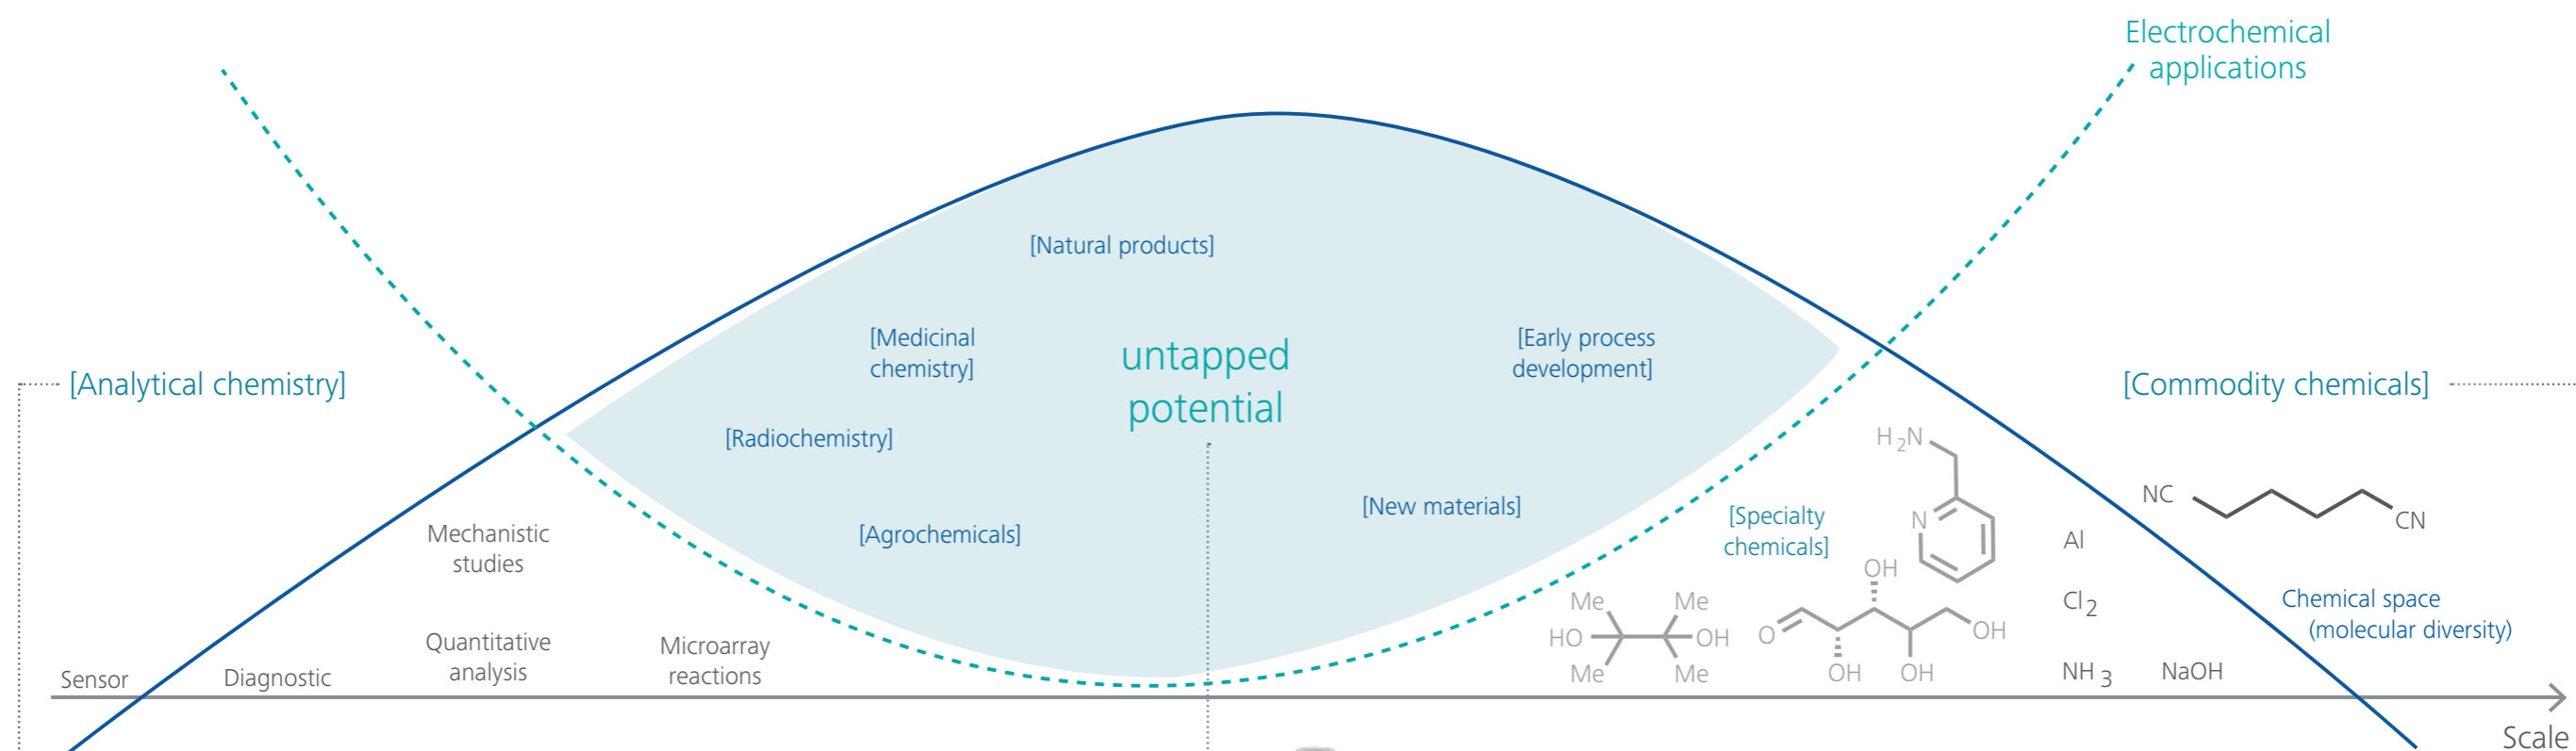 Electrochemical
applications
[Natural products]
[Medicinal
chemistry]
untapped
potential
[Early process
development]
[Analytical chemistry]
[Commodity chemicals]
[Radiochemistry]
H2N
N
NC
CN
[New materials]
[Specialty
chemicals]
[Agrochemicals]
Mechanistic
studies
Al
OH
Me
Me
HO
OH
Me
Me
O
OH
OH
OH
Cl2
Chemical space
(molecular diversity)
Quantitative
analysis
Microarray
reactions
Sensor
Diagnostic
NH3
NaOH
Scale